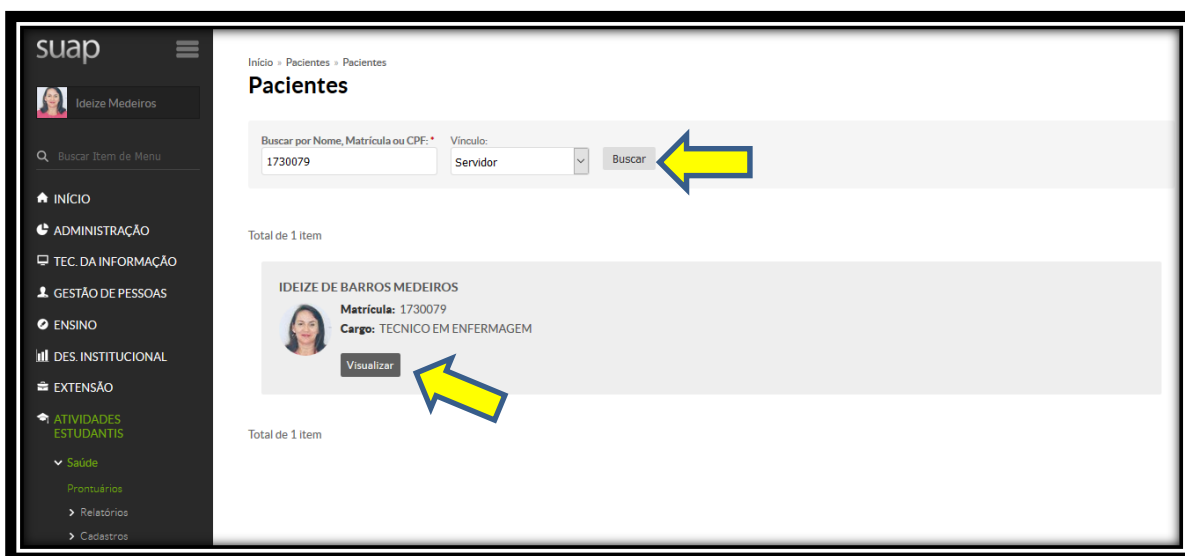 suap
Ideize Medeiros
Buscar Item de Menu
INÍCIO
ADMINISTRAÇÃO
TEC. DA INFORMAÇÃO
GESTÃO DE PESSOAS
ENSINO
DES. INSTITUCIONAL
EXTENSÃO
ATIVIDADES
ESTUDANTIS
Saúde
Prontuários
Relatórios
Cadastros
Início » Pacientes » Pacientes
Pacientes
Buscar por Nome, Matrícula ou CPF: * Vínculo:
1730079 Servidor Buscar
Total de 1 item
IDEIZE DE BARROS MEDEIROS
Matrícula: 1730079
Cargo: TECNICO EM ENFERMAGEM
Visualizar
Total de 1 item